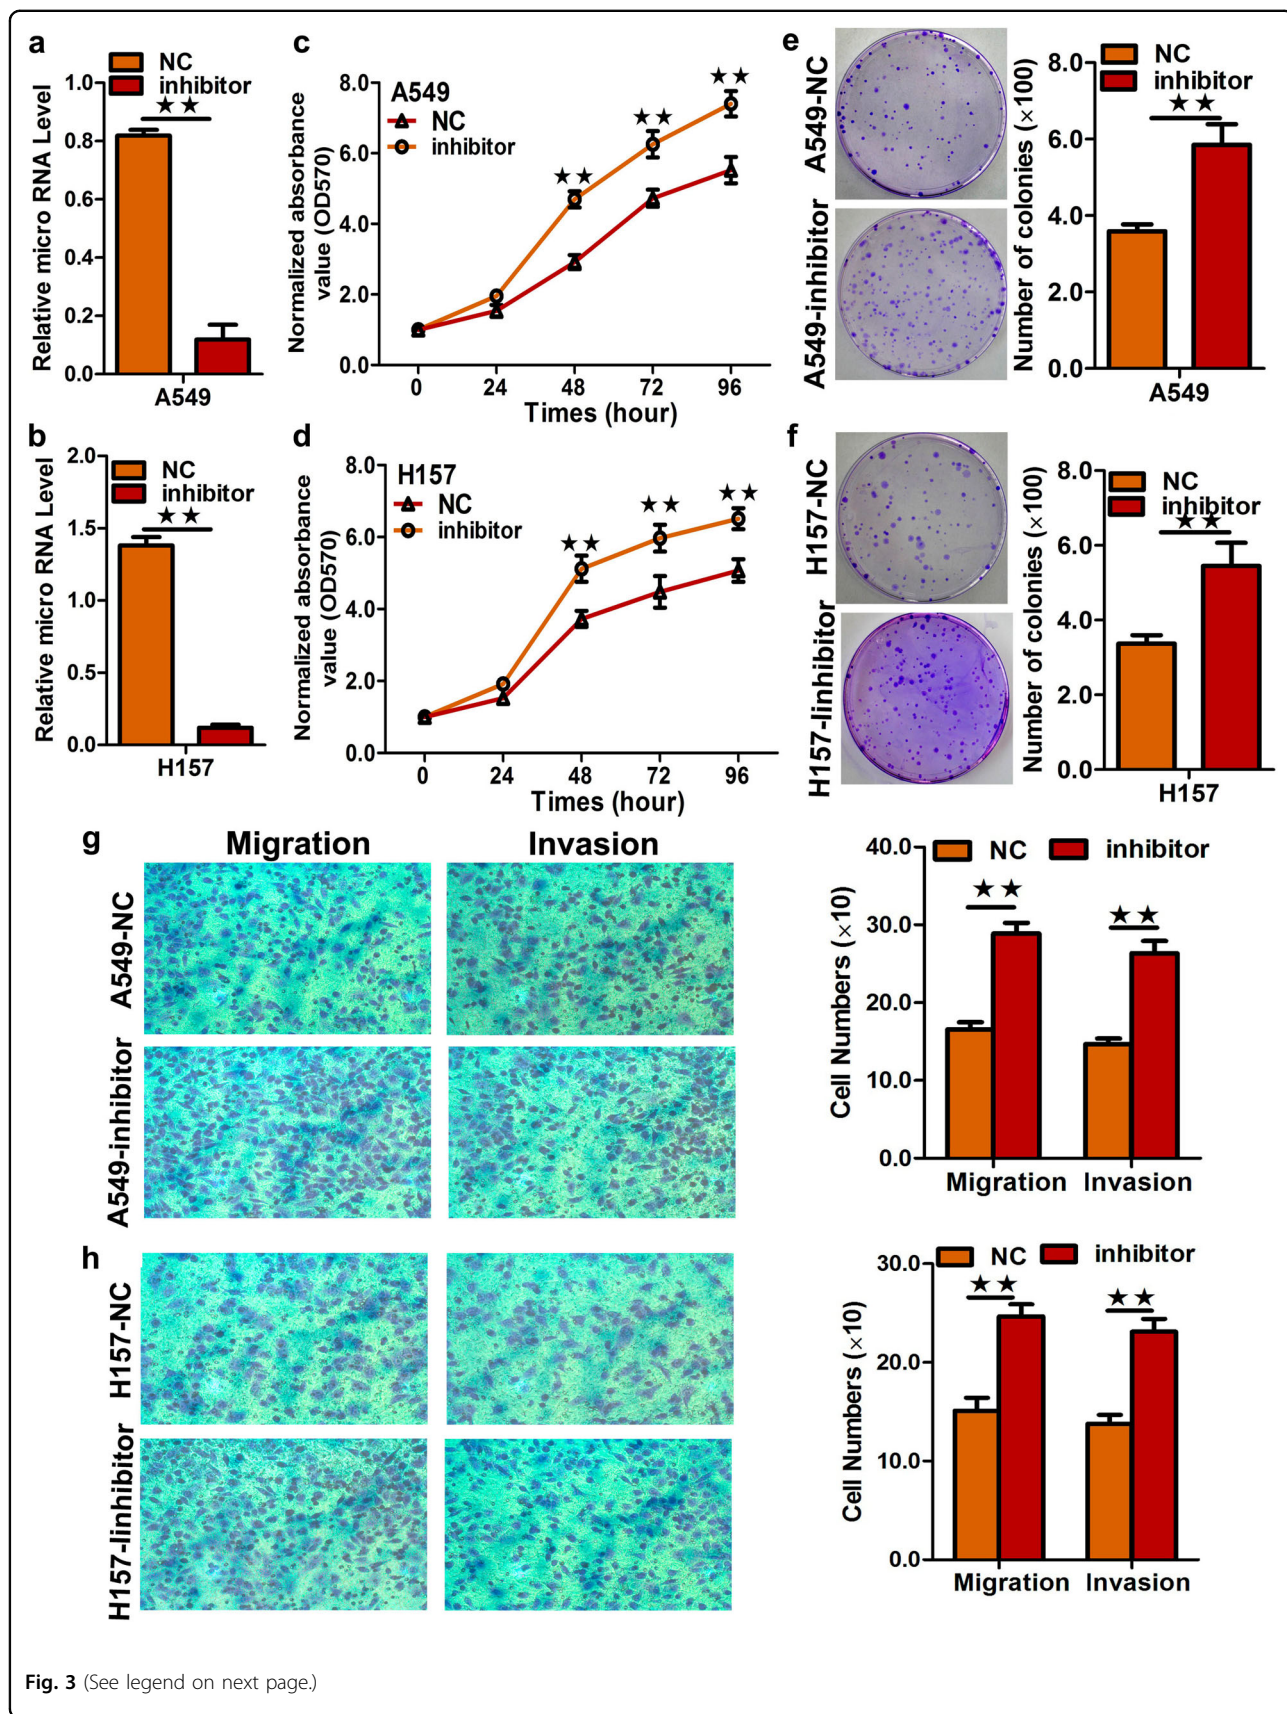 a
NC
inhibitor
★★
Relative micro RNA Level
1.0
0.8
0.6
0.4
0.2
0.0
A549
b
NC
inhibitor
★★
Relative micro RNA Level
2.0
1.5
1.0
0.5
0.0
H157
c
A549
NC
inhibitor
★★
★★
★★
Normalized absorbance
value (OD570)
8.0
6.0
4.0
2.0
0.0
0 24 48 72 96
Times (hour)
d
H157
NC
inhibitor
★★
★★
★★
Normalized absorbance
value (OD570)
8.0
6.0
4.0
2.0
0.0
0 24 48 72 96
Times (hour)
e
A549-NC
A549-inhibitor
NC
inhibitor
★★
Number of colonies (×100)
8.0
6.0
4.0
2.0
0.0
A549
f
H157-NC
H157-Iinhibitor
NC
inhibitor
★★
Number of colonies (×100)
8.0
6.0
4.0
2.0
0.0
H157
g
Migration Invasion
A549-NC
A549-inhibitor
NC inhibitor
★★
★★
Cell Numbers (×10)
40.0
30.0
20.0
10.0
0.0
Migration Invasion
h
H157-NC
H157-Iinhibitor
NC inhibitor
★★
★★
Cell Numbers (×10)
30.0
20.0
10.0
0.0
Migration Invasion
Fig. 3 (See legend on next page.)